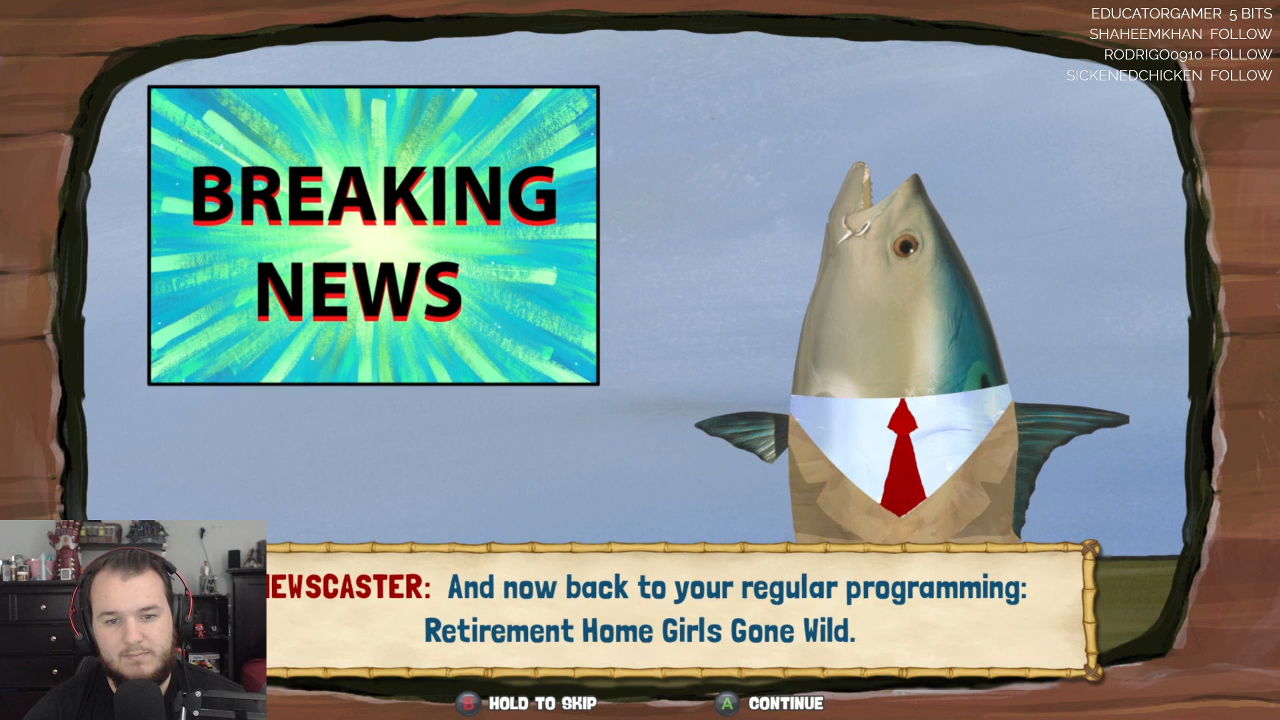 EDUCATORGAMER 5 BITS
SHAHEEMKHAN FOLLOW
RODRIGO0910 FOLLOW
SICKENEDCHICKEN FOLLOW
BREAKING
NEWS
EWSCASTER: And now back to your regular programming:
Retirement Home Girls Gone Wild.
B HOLD TO SKIP A CONTINUE